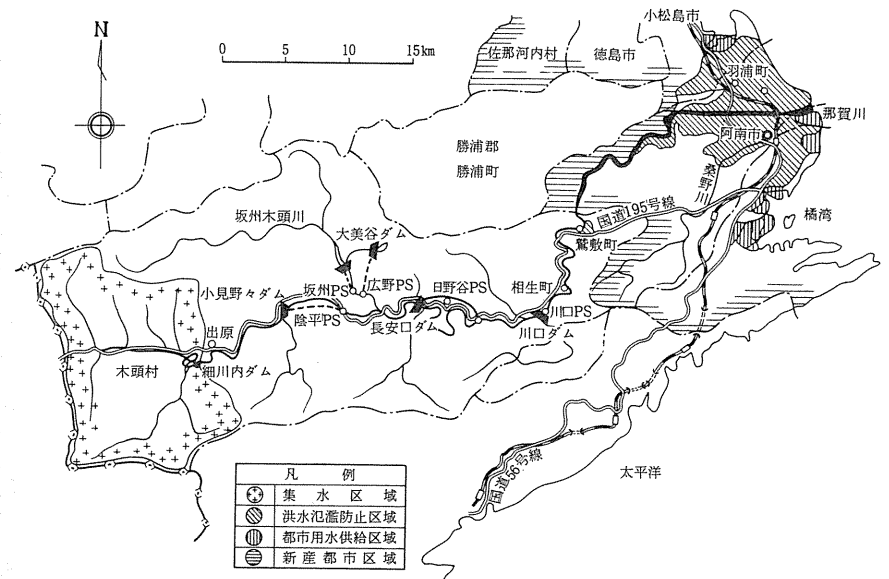 小松島市
N
0 5 10 15km
佐那河内村
徳島市
羽浦町
那賀川
阿南市
勝浦郡
勝浦町
桑野川
橘湾
坂州木頭川
国道195号線
大美谷ダム
鷲敷町
小見野々ダム
坂州PS
広野PS
日野谷PS
相生町
陰平PS
長安口ダム
川口PS
川口ダム
出原
木頭村
細川内ダム
太平洋
国道56号線
凡例
集水区域
洪水氾濫防止区域
都市用水供給区域
新産都市区域